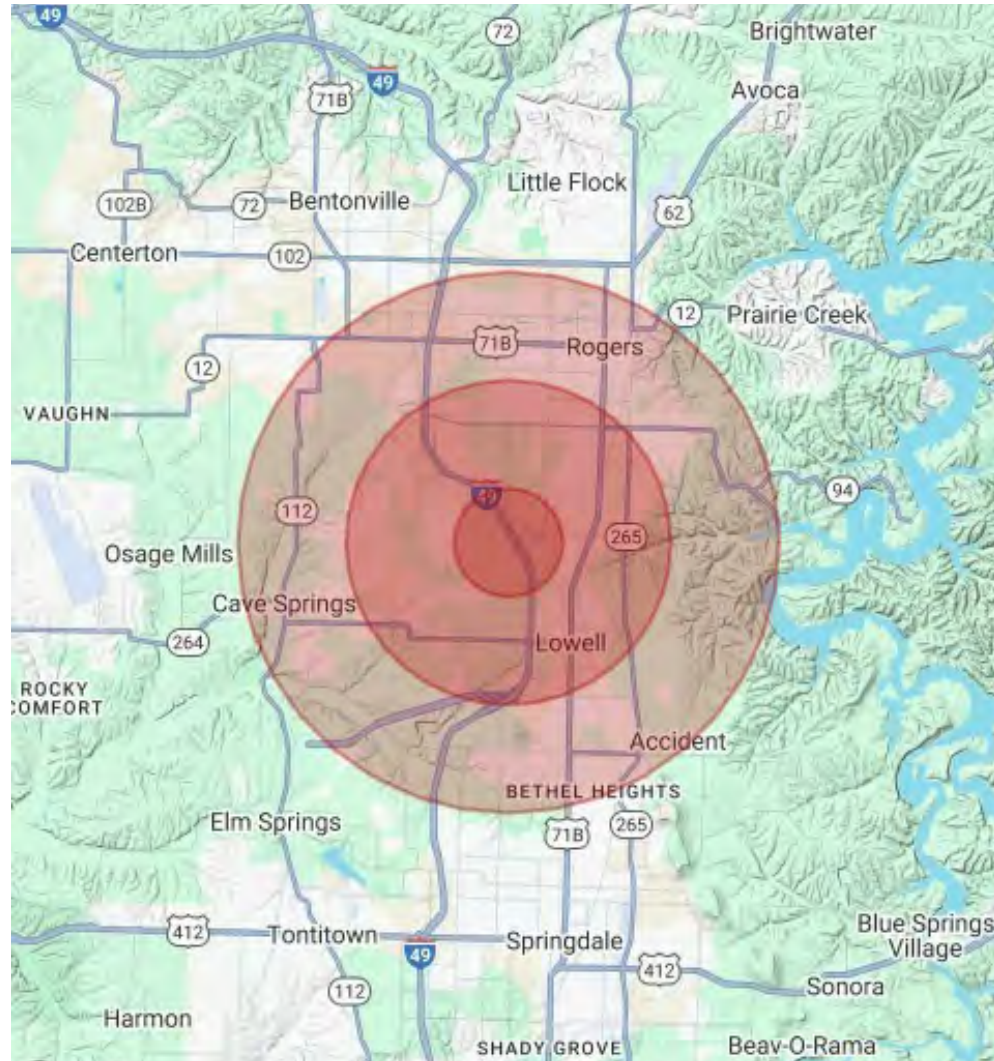 49
72
Brightwater
49
71B
Avoca
Little Flock
Bentonville
102B
72
62
Centerton
102
12
Prairie Creek
71B
Rogers
12
VAUGHN
49
94
112
265
Osage Mills
Cave Springs
264
Lowell
ROCKY
COMFORT
Accident
BETHEL HEIGHTS
Elm Springs
71B
265
412
Tontitown
49
Springdale
412
Blue Springs
Village
112
Sonora
Harmon
SHADY GROVE
Beav-O-Rama